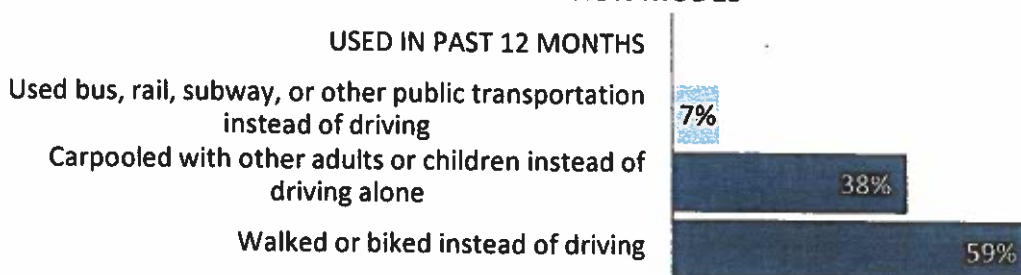 USED IN PAST 12 MONTHS
Used bus, rail, subway, or other public transportation
instead of driving
7%
Carpooled with other adults or children instead of
driving alone
38%
Walked or biked instead of driving
59%